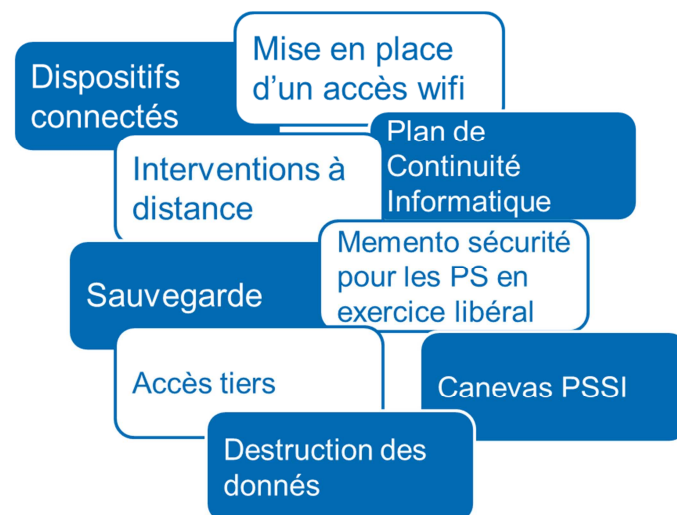 Mise en place
d'un accès wifi
Dispositifs
connectés
Plan de
Continuité
Informatique
Interventions à
distance
Memento sécurité
pour les PS en
exercice libéral
Sauvegarde
Accès tiers
Canevas PSSI
Destruction des
donnés